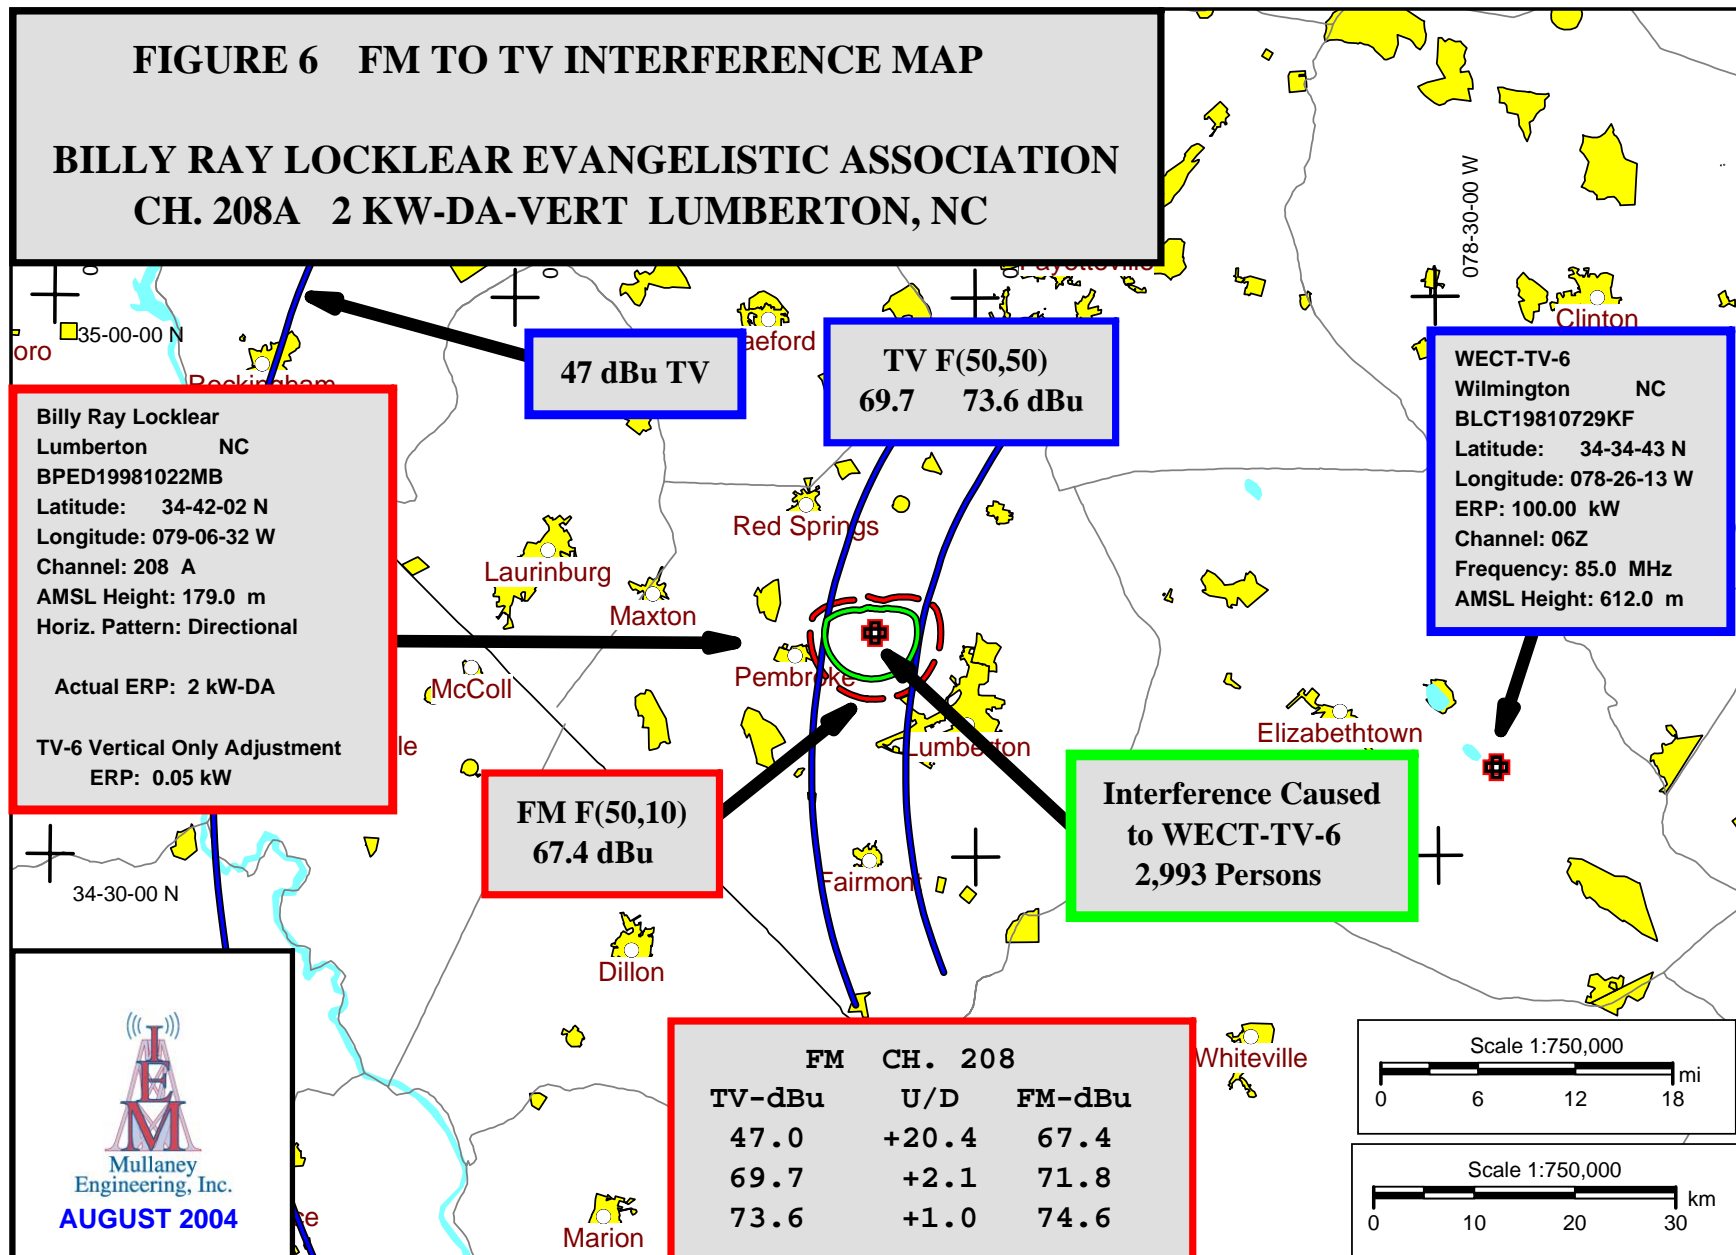 FIGURE 6 FM TO TV INTERFERENCE MAP
BILLY RAY LOCKLEAR EVANGELISTIC ASSOCIATION
CH. 208A 2 KW-DA-VERT LUMBERTON, NC
078-30-00 W
35-00-00 N
oro
Rockingham
47 dBu TV
aeford
Fayetteville
TV F(50,50)
69.7 73.6 dBu
Clinton
WECT-TV-6
Wilmington NC
BLCT19810729KF
Latitude: 34-34-43 N
Longitude: 078-26-13 W
ERP: 100.00 kW
Channel: 06Z
Frequency: 85.0 MHz
AMSL Height: 612.0 m
Billy Ray Locklear
Lumberton NC
BPED19981022MB
Latitude: 34-42-02 N
Longitude: 079-06-32 W
Channel: 208 A
AMSL Height: 179.0 m
Horiz. Pattern: Directional
Actual ERP: 2 kW-DA
TV-6 Vertical Only Adjustment
ERP: 0.05 kW
Red Springs
Laurinburg
Maxton
McColl
Pembroke
Lumberton
Elizabethtown
le
FM F(50,10)
67.4 dBu
Interference Caused
to WECT-TV-6
2,993 Persons
Fairmont
34-30-00 N
Dillon
Whiteville
Marion
ce
IEM
Mullaney
Engineering, Inc.
AUGUST 2004
FM CH. 208
TV-dBu U/D FM-dBu
47.0 +20.4 67.4
69.7 +2.1 71.8
73.6 +1.0 74.6
Scale 1:750,000
mi
0 6 12 18
Scale 1:750,000
km
0 10 20 30